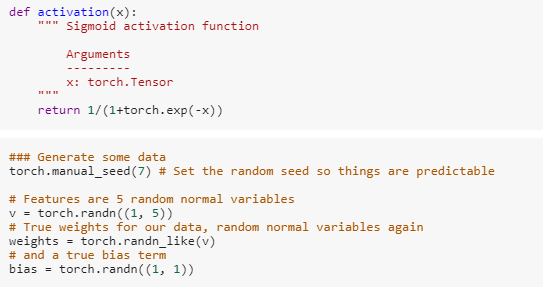 def activation(x):
    """ Sigmoid activation function

        Arguments
        ---------
        x: torch.Tensor
    """
    return 1/(1+torch.exp(-x))

### Generate some data
torch.manual_seed(7) # Set the random seed so things are predictable

# Features are 5 random normal variables
v = torch.randn((1, 5))
# True weights for our data, random normal variables again
weights = torch.randn_like(v)
# and a true bias term
bias = torch.randn((1, 1))